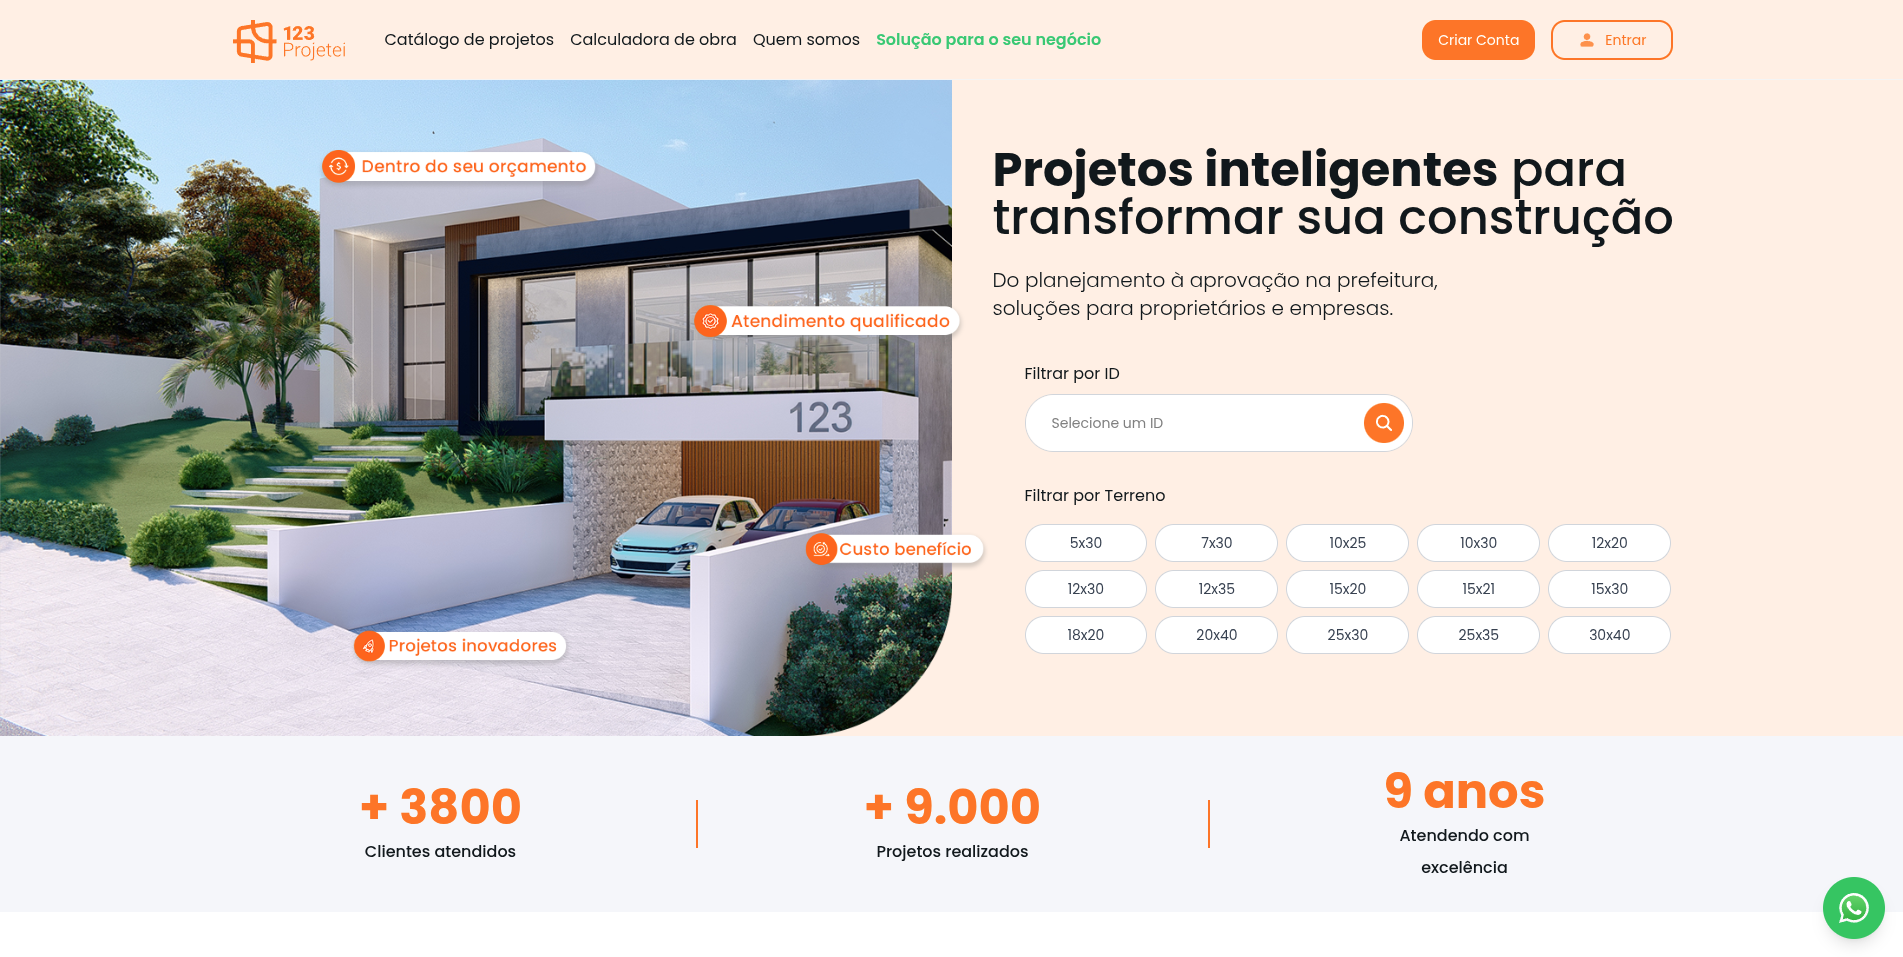 123
Projetei
Catálogo de projetos
Calculadora de obra
Quem somos
Solução para o seu negócio
Criar Conta
Entrar
Dentro do seu orçamento
Atendimento qualificado
123
Custo benefício
Projetos inovadores
Projetos inteligentes para
transformar sua construção
Do planejamento à aprovação na prefeitura,
soluções para proprietários e empresas.
Filtrar por ID
Selecione um ID
Filtrar por Terreno
5x30
7x30
10x25
10x30
12x20
12x30
12x35
15x20
15x21
15x30
18x20
20x40
25x30
25x35
30x40
+ 3800
Clientes atendidos
+ 9.000
Projetos realizados
9 anos
Atendendo com
excelência